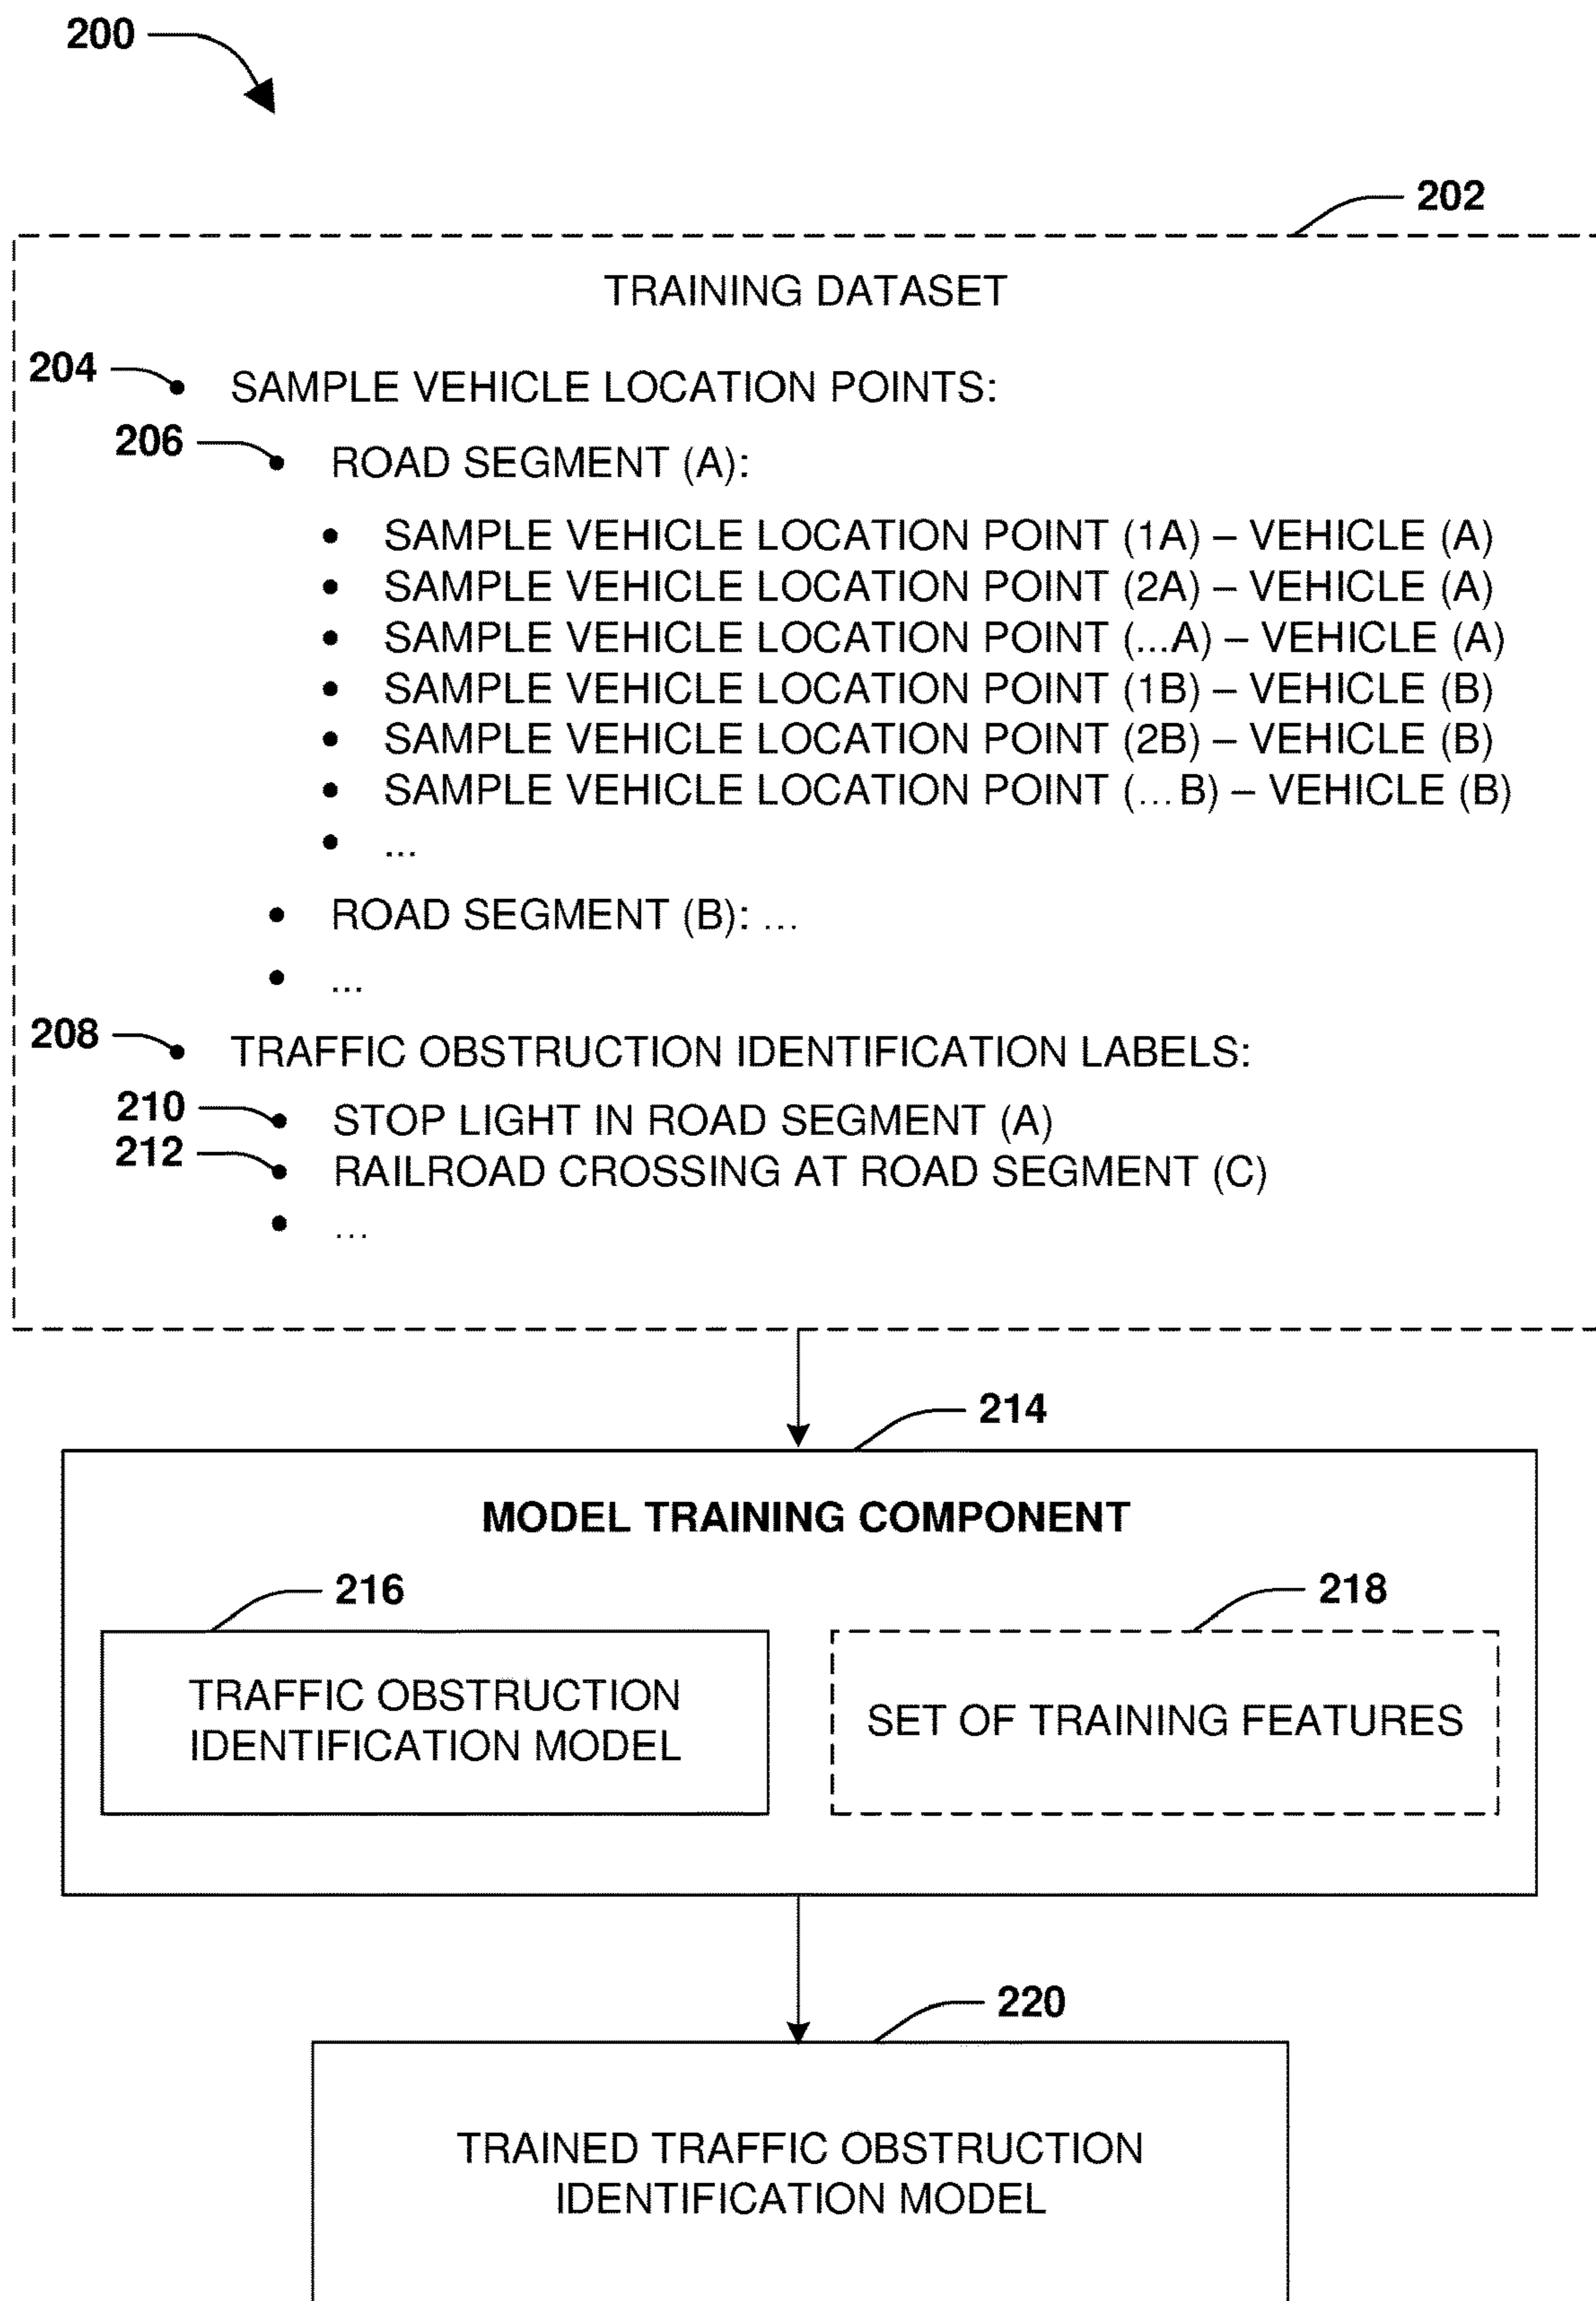 200
202
TRAINING DATASET
204
• SAMPLE VEHICLE LOCATION POINTS:
206
• ROAD SEGMENT (A):
• SAMPLE VEHICLE LOCATION POINT (1A) – VEHICLE (A)
• SAMPLE VEHICLE LOCATION POINT (2A) – VEHICLE (A)
• SAMPLE VEHICLE LOCATION POINT (...A) – VEHICLE (A)
• SAMPLE VEHICLE LOCATION POINT (1B) – VEHICLE (B)
• SAMPLE VEHICLE LOCATION POINT (2B) – VEHICLE (B)
• SAMPLE VEHICLE LOCATION POINT (...B) – VEHICLE (B)
• ...
• ROAD SEGMENT (B): ...
• ...
208
• TRAFFIC OBSTRUCTION IDENTIFICATION LABELS:
210
• STOP LIGHT IN ROAD SEGMENT (A)
212
• RAILROAD CROSSING AT ROAD SEGMENT (C)
• ...
214
MODEL TRAINING COMPONENT
216
TRAFFIC OBSTRUCTION
IDENTIFICATION MODEL
218
SET OF TRAINING FEATURES
220
TRAINED TRAFFIC OBSTRUCTION
IDENTIFICATION MODEL